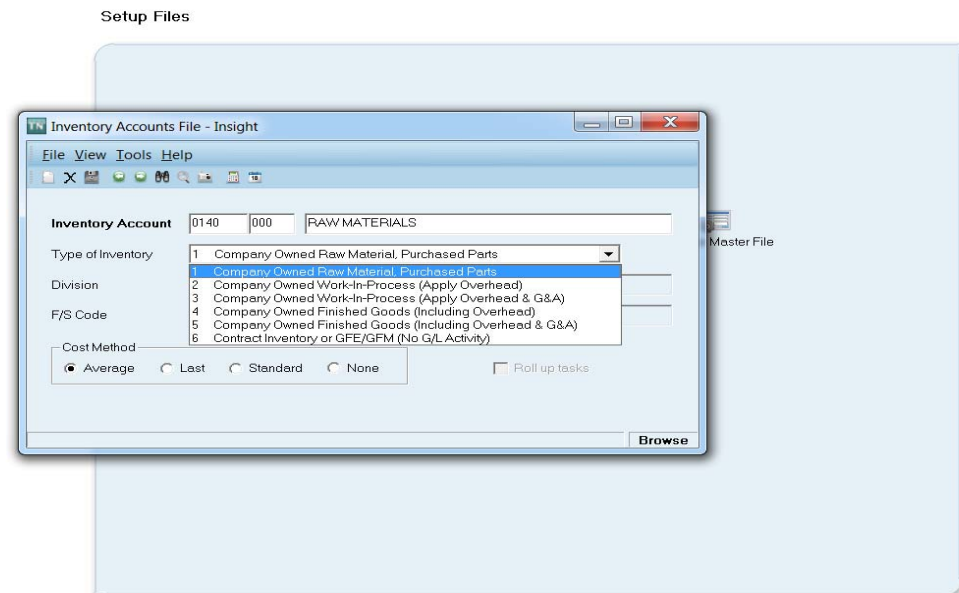 Setup Files
TN Inventory Accounts File - Insight
File View Tools Help
Inventory Account 0140 000 RAW MATERIALS
Master File
Type of Inventory 1 Company Owned Raw Material, Purchased Parts
1 Company Owned Raw Material, Purchased Parts
Division 2 Company Owned Work-In-Process (Apply Overhead)
3 Company Owned Work-In-Process (Apply Overhead & G&A)
F/S Code 4 Company Owned Finished Goods (Including Overhead)
5 Company Owned Finished Goods (Including Overhead & G&A)
6 Contract Inventory or GFE/GFM (No G/L Activity)
Cost Method
Average Last Standard None Roll up tasks
Browse